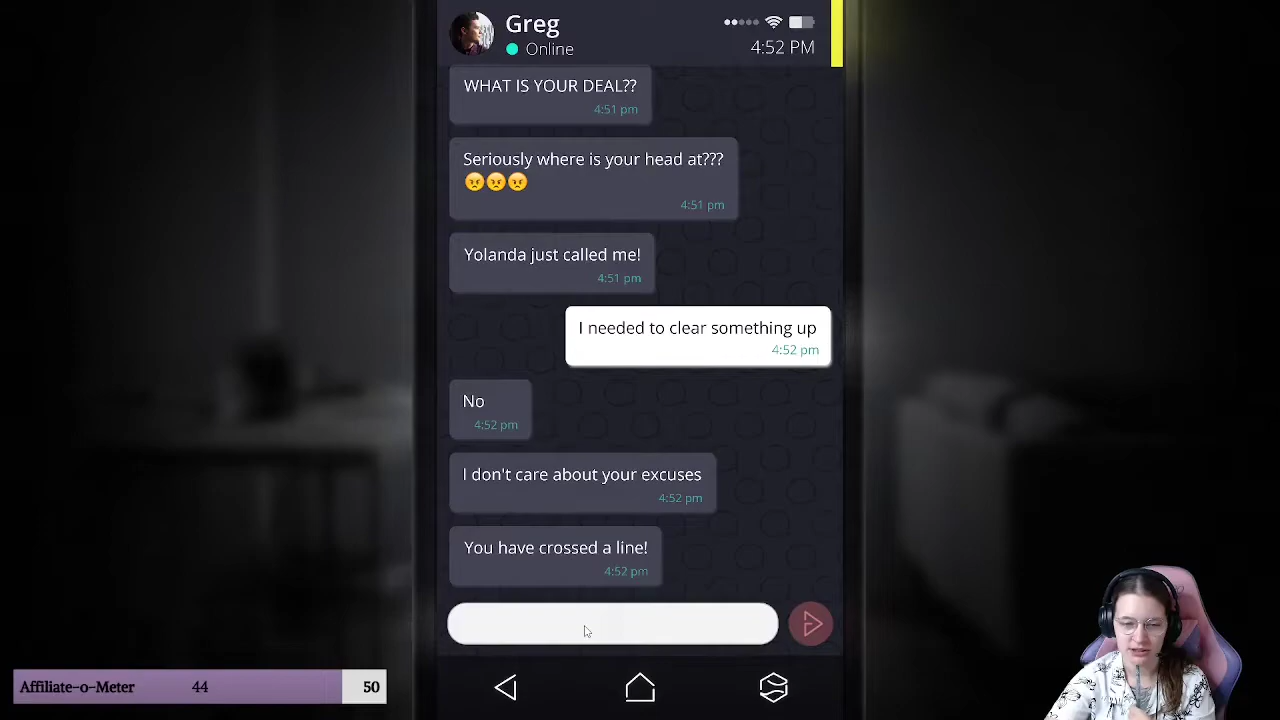 Greg
Online
4:52 PM
WHAT IS YOUR DEAL??
4:51 pm
Seriously where is your head at???
😠😠😠
4:51 pm
Yolanda just called me!
4:51 pm
I needed to clear something up
4:52 pm
No
4:52 pm
I don't care about your excuses
4:52 pm
You have crossed a line!
4:52 pm
Affiliate-o-Meter 44 50